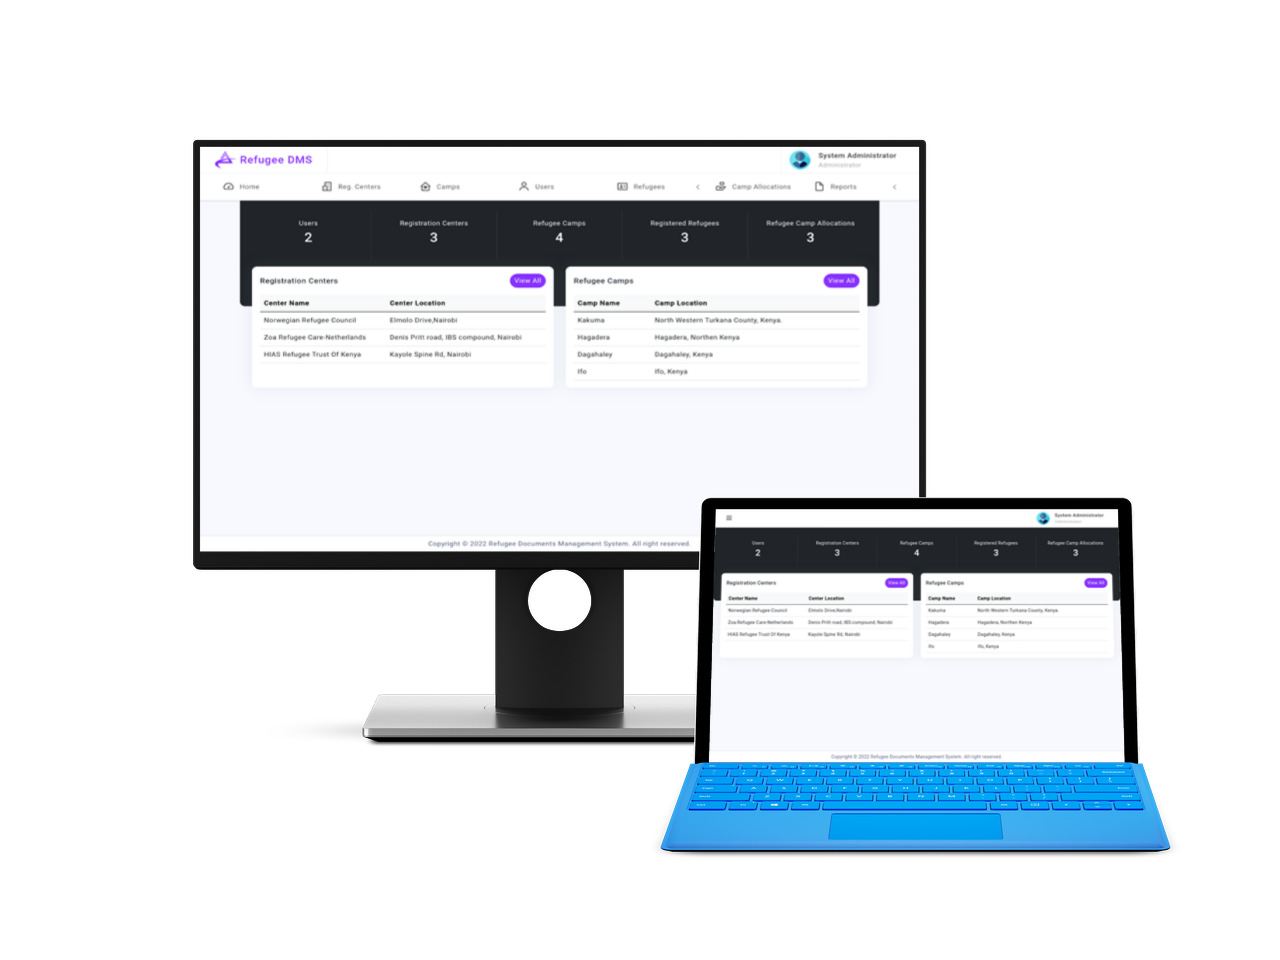 Refugee DMS
System Administrator
Administrator
Home Reg. Centers Camps Users Refugees Camp Allocations Reports
Users Registration Centers Refugee Camps Registered Refugees Refugee Camp Allocations
2 3 4 3 3
Registration Centers View All
Center Name Center Location
Norwegian Refugee Council Elmolo Drive,Nairobi
Zoa Refugee Care-Netherlands Denis Pritt road, IBS compound, Nairobi
HIAS Refugee Trust Of Kenya Kayole Spine Rd, Nairobi
Refugee Camps View All
Camp Name Camp Location
Kakuma North Western Turkana County, Kenya.
Hagadera Hagadera, Northen Kenya
Dagahaley Dagahaley, Kenya
Ifo Ifo, Kenya
Copyright © 2022 Refugee Documents Management System. All right reserved.
System Administrator
Administrator
Users Registration Centers Refugee Camps Registered Refugees Refugee Camp Allocations
2 3 4 3 3
Registration Centers View All
Center Name Center Location
Norwegian Refugee Council Elmolo Drive,Nairobi
Zoa Refugee Care-Netherlands Denis Pritt road, IBS compound, Nairobi
HIAS Refugee Trust Of Kenya Kayole Spine Rd, Nairobi
Refugee Camps View All
Camp Name Camp Location
Kakuma North Western Turkana County, Kenya.
Hagadera Hagadera, Northen Kenya
Dagahaley Dagahaley, Kenya
Ifo Ifo, Kenya
Copyright © 2022 Refugee Documents Management System. All right reserved.